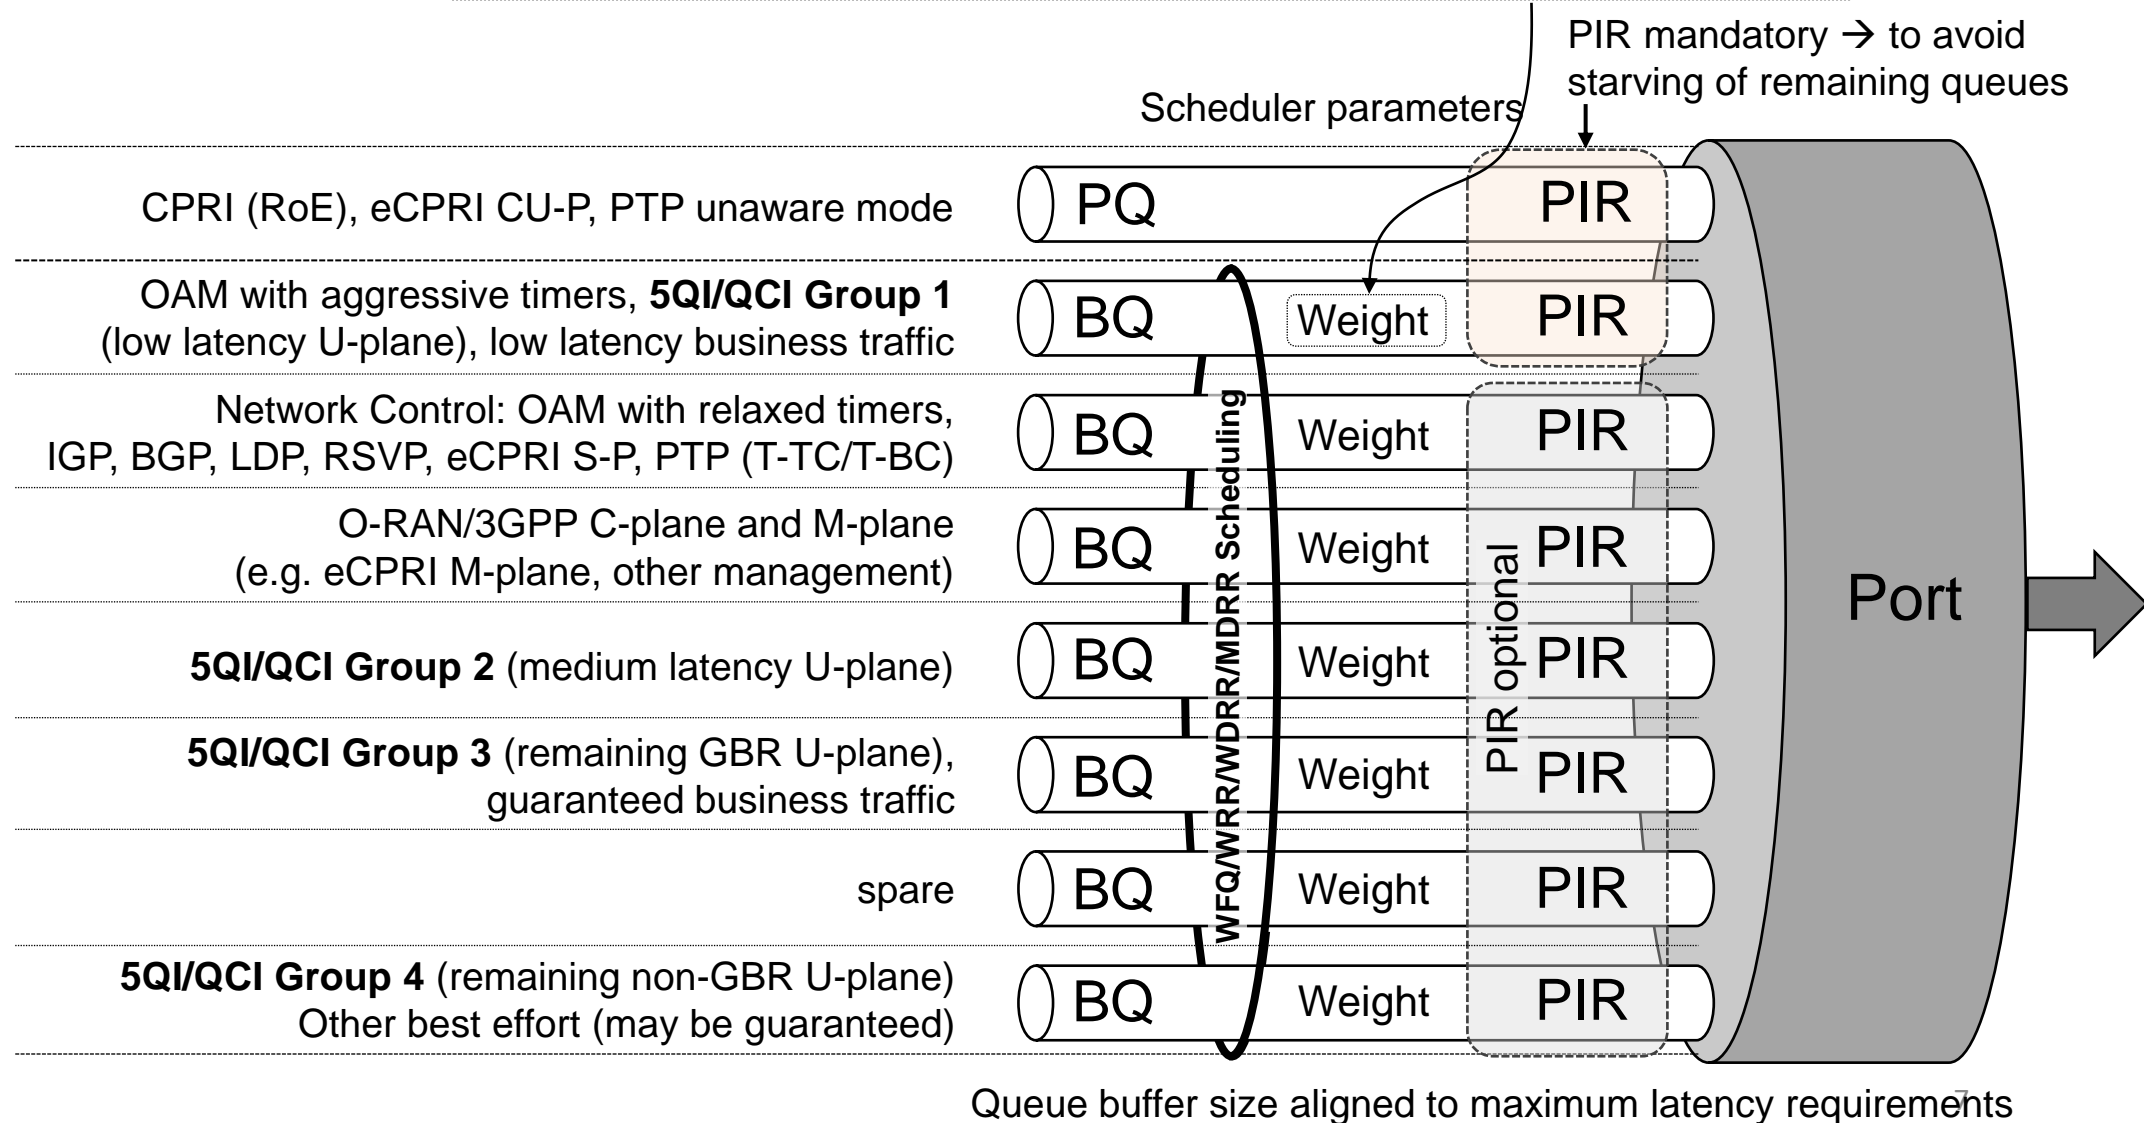 PIR mandatory → to avoid
starving of remaining queues
Scheduler parameters
CPRI (RoE), eCPRI CU-P, PTP unaware mode
PQ
PIR
OAM with aggressive timers, 5QI/QCI Group 1
(low latency U-plane), low latency business traffic
BQ
Weight
PIR
Network Control: OAM with relaxed timers,
IGP, BGP, LDP, RSVP, eCPRI S-P, PTP (T-TC/T-BC)
BQ
Weight
PIR
O-RAN/3GPP C-plane and M-plane
(e.g. eCPRI M-plane, other management)
BQ
Weight
PIR
5QI/QCI Group 2 (medium latency U-plane)
BQ
Weight
PIR
5QI/QCI Group 3 (remaining GBR U-plane),
guaranteed business traffic
BQ
Weight
PIR
spare
BQ
Weight
PIR
5QI/QCI Group 4 (remaining non-GBR U-plane)
Other best effort (may be guaranteed)
BQ
Weight
PIR
WFQ/WRR/WDRR/MDRR Scheduling
PIR optional
Port
Queue buffer size aligned to maximum latency requirements
7